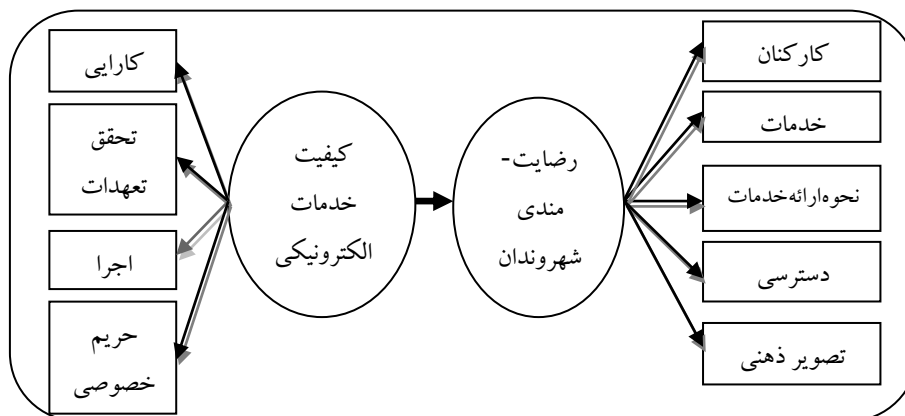 کارکنان
خدمات
نحوه ارائه خدمات
دسترسی
تصویر ذهنی
رضایت-
مندی
شهروندان
کیفیت
خدمات
الکترونیکی
کارایی
تحقق
تعهدات
اجرا
حریم
خصوصی